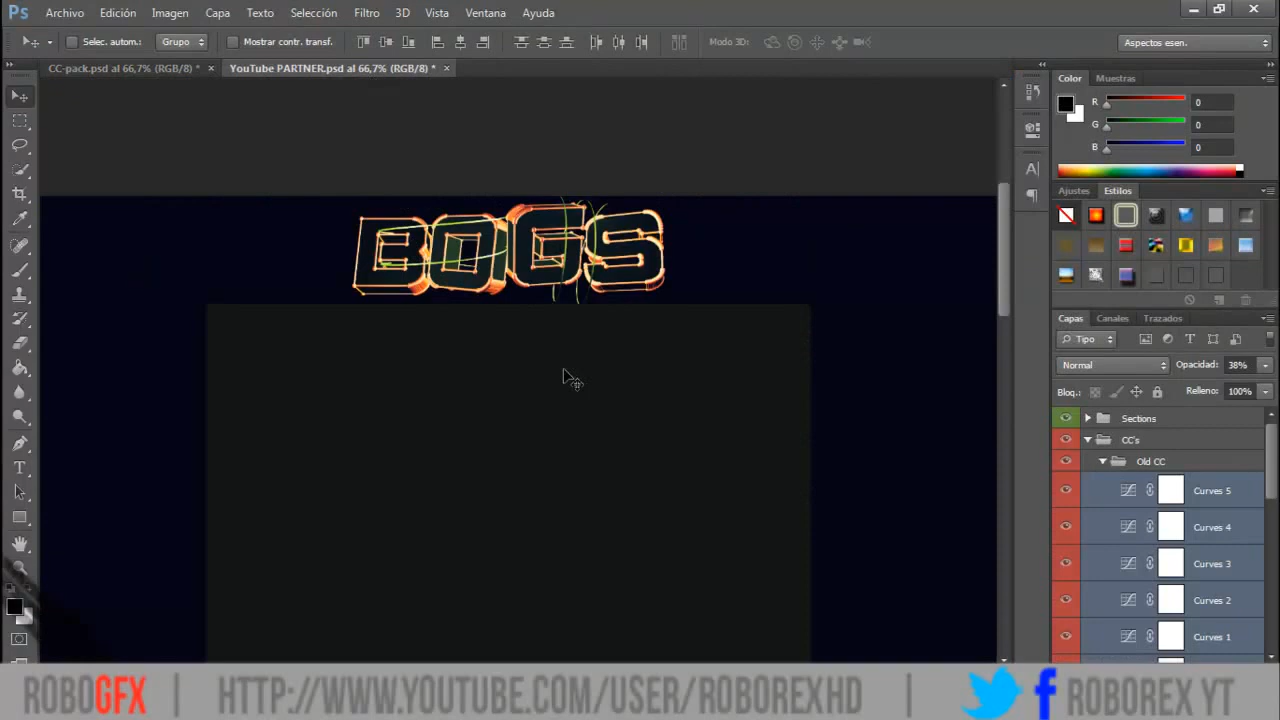 Ps Archivo Edición Imagen Capa Texto Selección Filtro 3D Vista Ventana Ayuda
Selec. autom.: Grupo Mostrar contr. transf. Modo 3D: Aspectos esen.
CC-pack.psd al 66,7% (RGB/8) * × YouTube PARTNER.psd al 66,7% (RGB/8) * ×
Color Muestras
R 0
G 0
B 0
Ajustes Estilos
BOGS
Capas Canales Trazados
Tipo
Normal Opacidad: 38%
Bloq.: Relleno: 100%
Sections
CC's
Old CC
Curves 5
Curves 4
Curves 3
Curves 2
Curves 1
ROBOGFX | HTTP://WWW.YOUTUBE.COM/USER/ROBOREXHD | ROBOREX YT